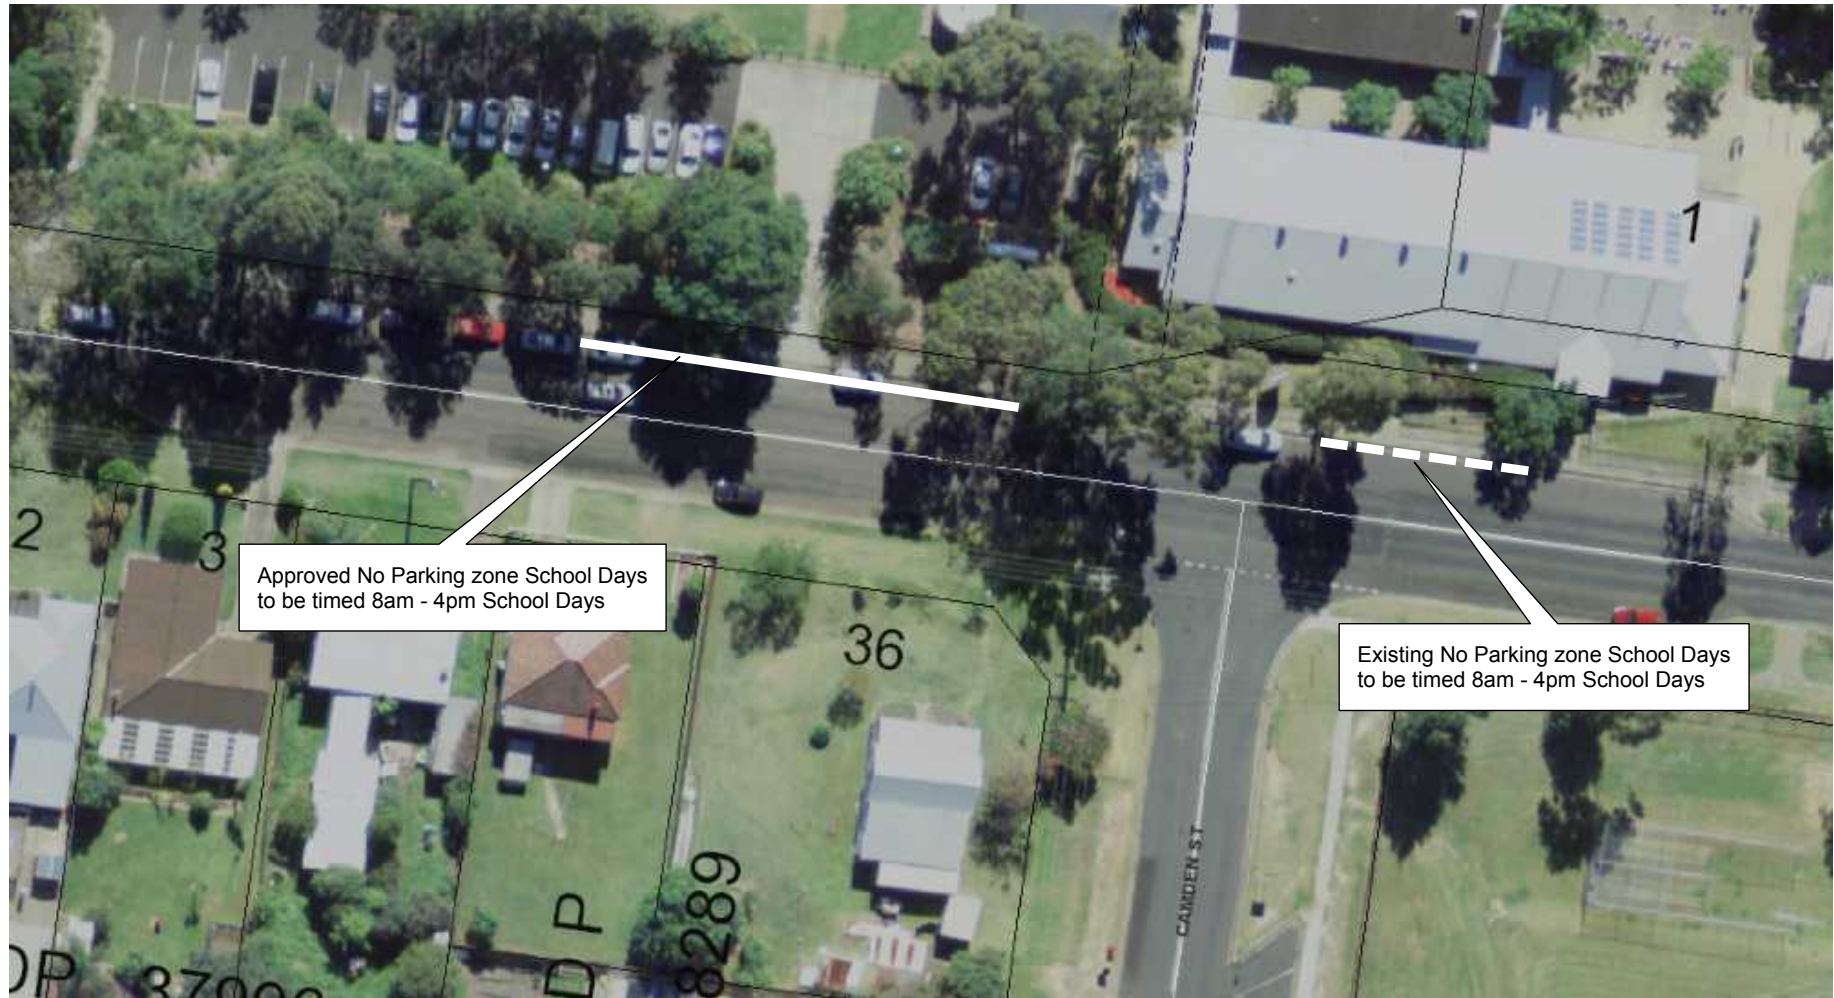 1
2
3
Approved No Parking zone School Days
to be timed 8am - 4pm School Days
36
Existing No Parking zone School Days
to be timed 8am - 4pm School Days
CAMDEN ST
DP
8289
DP